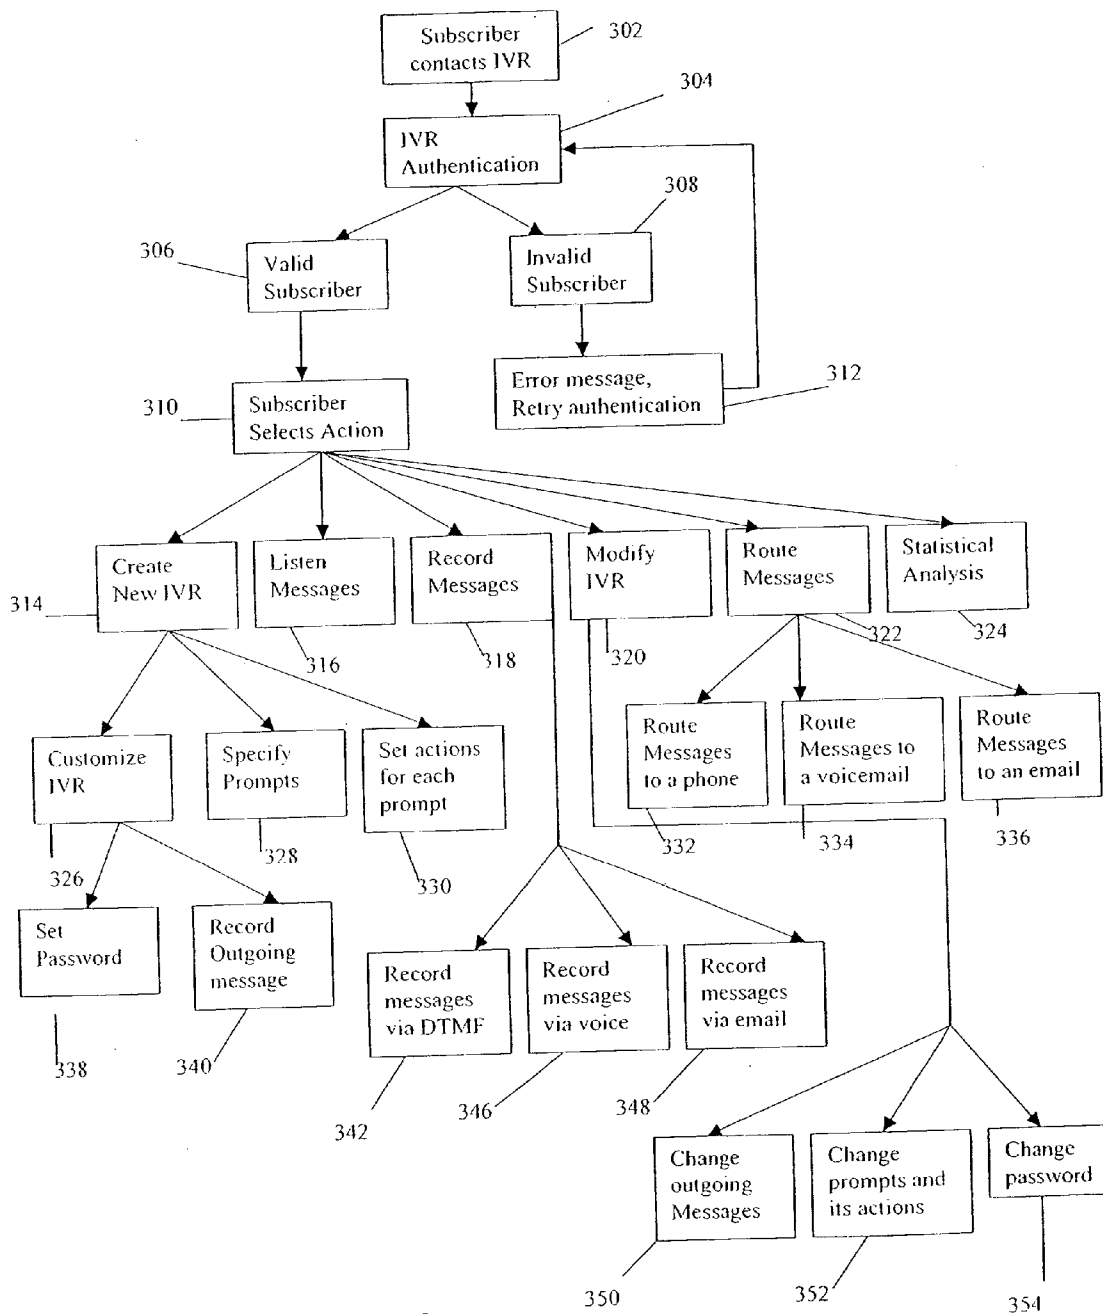 Subscriber
contacts IVR
302
304
IVR
Authentication
308
306
Valid
Subscriber
Invalid
Subscriber
312
Error message,
Retry authentication
310
Subscriber
Selects Action
Create
New IVR
Listen
Messages
Record
Messages
Modify
IVR
Route
Messages
Statistical
Analysis
314
316
318
320
322
324
Customize
IVR
Specify
Prompts
Set actions
for each
prompt
Route
Messages
to a phone
Route
Messages to
a voicemail
Route
Messages
to an email
326
328
330
332
334
336
Set
Password
Record
Outgoing
message
Record
messages
via DTMF
Record
messages
via voice
Record
messages
via email
338
340
342
346
348
Change
outgoing
Messages
Change
prompts and
its actions
Change
password
350
352
354